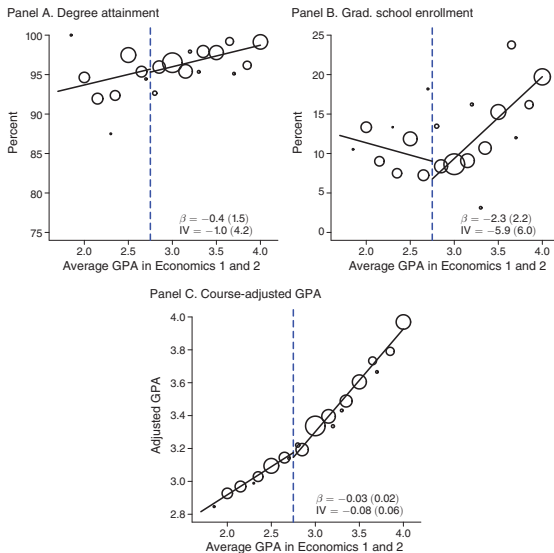 Panel A. Degree attainment
100
95
90
85
80
75
Percent
2.0 2.5 3.0 3.5 4.0
Average GPA in Economics 1 and 2
β = −0.4 (1.5)
IV = −1.0 (4.2)
Panel B. Grad. school enrollment
25
20
15
10
5
0
Percent
2.0 2.5 3.0 3.5 4.0
Average GPA in Economics 1 and 2
β = −2.3 (2.2)
IV = −5.9 (6.0)
Panel C. Course-adjusted GPA
4.0
3.8
3.6
3.4
3.2
3.0
2.8
Adjusted GPA
2.0 2.5 3.0 3.5 4.0
Average GPA in Economics 1 and 2
β = −0.03 (0.02)
IV = −0.08 (0.06)